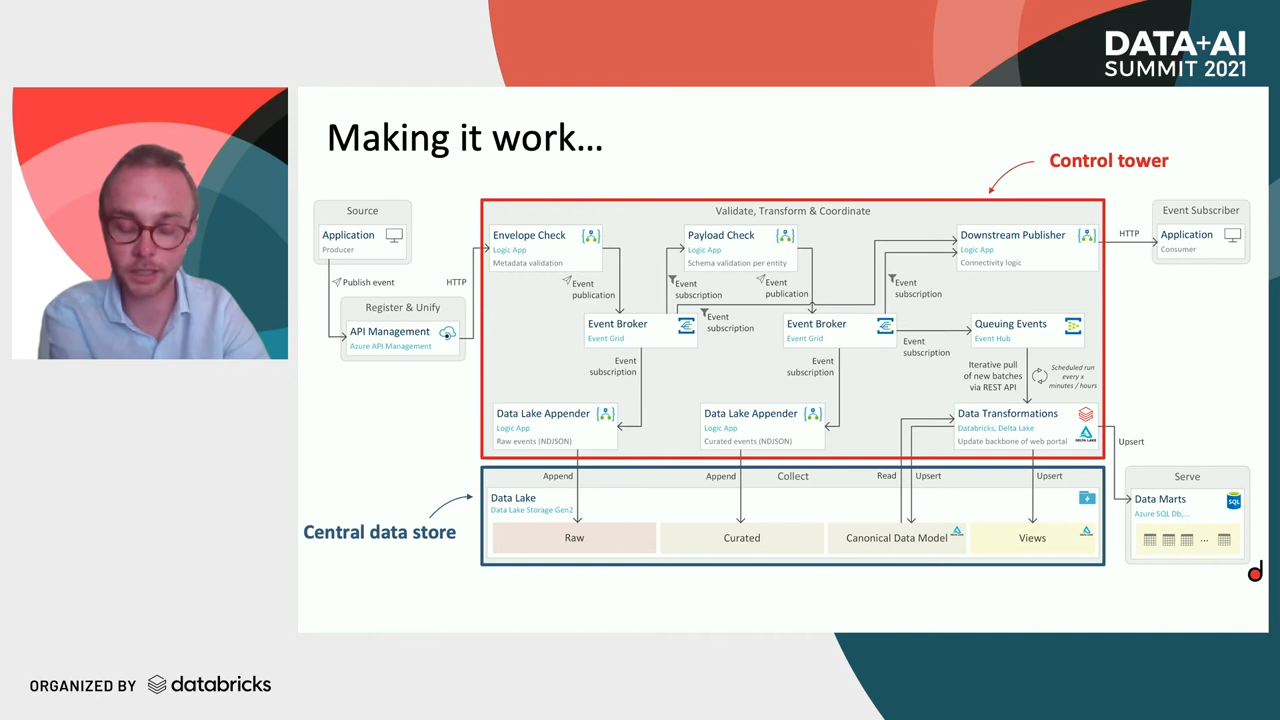 DATA+AI
SUMMIT 2021
Making it work...
Control tower
Source
Application
Producer
Publish event
HTTP
Register & Unify
API Management
Azure API Management
Validate, Transform & Coordinate
Envelope Check
Logic App
Metadata validation
Payload Check
Logic App
Schema validation per entity
Downstream Publisher
Logic App
Connectivity logic
HTTP
Event Subscriber
Application
Consumer
Event
publication
Event
subscription
Event
publication
Event
subscription
Event
subscription
Event Broker
Event Grid
Event Broker
Event Grid
Event
subscription
Queuing Events
Event Hub
Event
subscription
Event
subscription
Iterative pull
of new batches
via REST API
Scheduled run
every x
minutes / hours
Data Lake Appender
Logic App
Raw events (NDJSON)
Data Lake Appender
Logic App
Curated events (NDJSON)
Data Transformations
Databricks, Delta Lake
Update backbone of web portal
DELTA LAKE
Upsert
Append
Append
Collect
Read
Upsert
Upsert
Central data store
Data Lake
Data Lake Storage Gen2
Raw
Curated
Canonical Data Model
Views
Serve
Data Marts
Azure SQL Db,...
SQL
...
d
ORGANIZED BY databricks